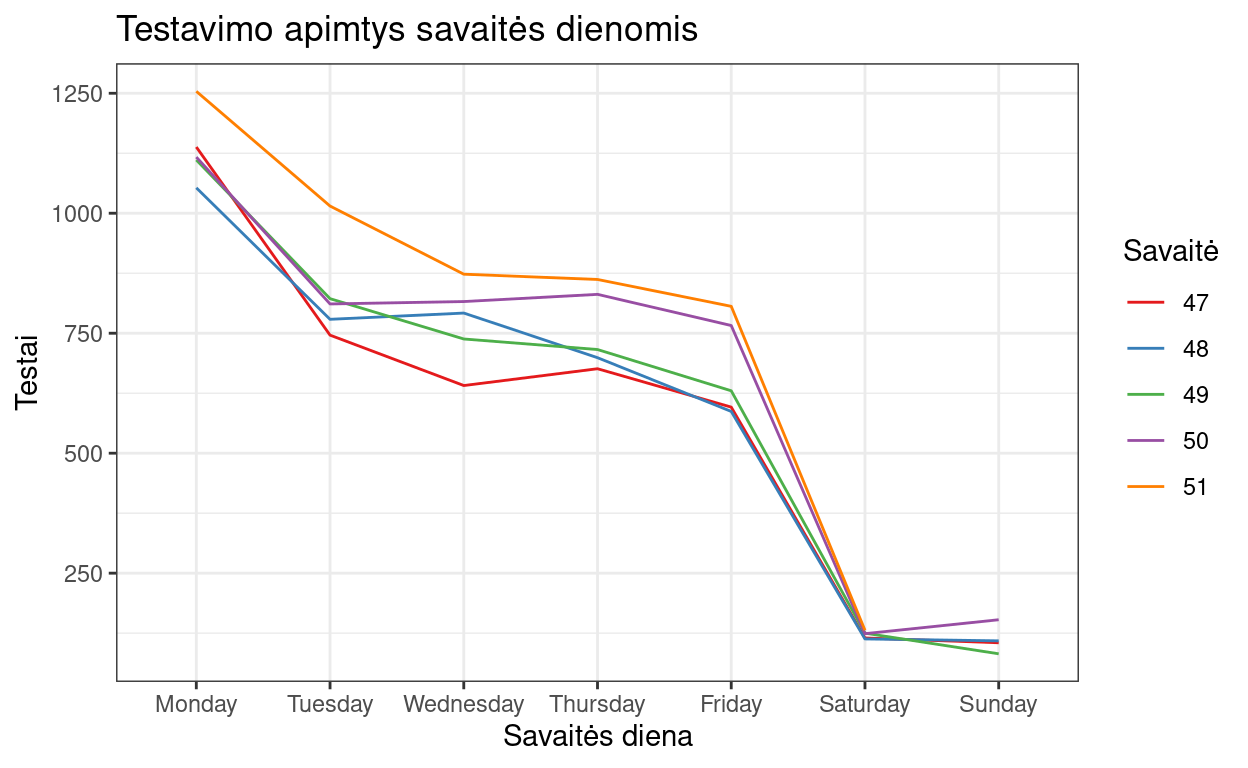 Testavimo apimtys savaitės dienomis
1250
1000
750
500
250
Testai
Monday Tuesday Wednesday Thursday Friday Saturday Sunday
Savaitės diena
Savaitė
47
48
49
50
51